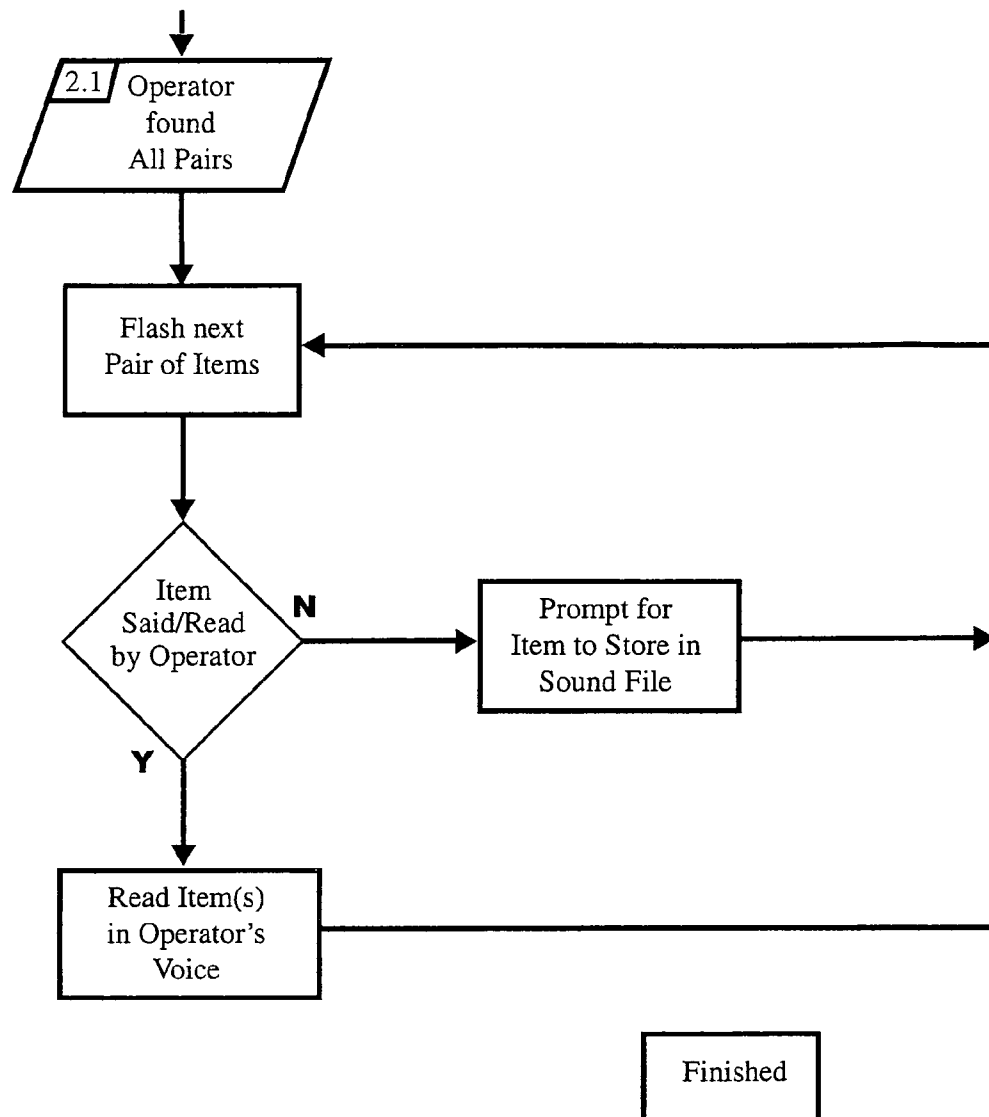 2.1 Operator
found
All Pairs
Flash next
Pair of Items
Item
Said/Read
by Operator
N
Prompt for
Item to Store in
Sound File
Y
Read Item(s)
in Operator's
Voice
Finished